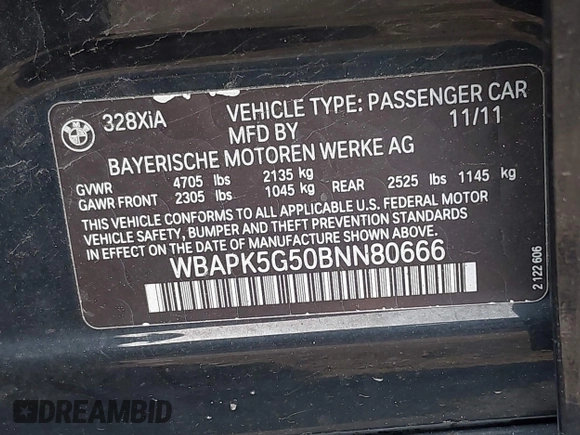 BMW
328XiA
VEHICLE TYPE: PASSENGER CAR
MFD BY 11/11
BAYERISCHE MOTOREN WERKE AG
GVWR 4705 lbs 2135 kg
GAWR FRONT 2305 lbs 1045 kg REAR 2525 lbs 1145 kg
THIS VEHICLE CONFORMS TO ALL APPLICABLE U.S. FEDERAL MOTOR
VEHICLE SAFETY, BUMPER AND THEFT PREVENTION STANDARDS
IN EFFECT ON THE DATE OF MANUFACTURE SHOWN ABOVE.
WBAPK5G50BNN80666
2 122 606
DREAMBID